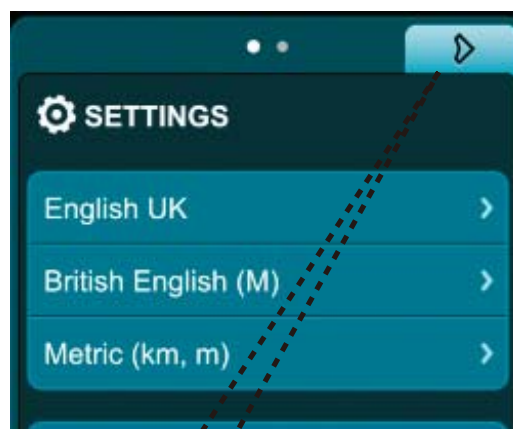 SETTINGS
English UK
British English (M)
Metric (km, m)